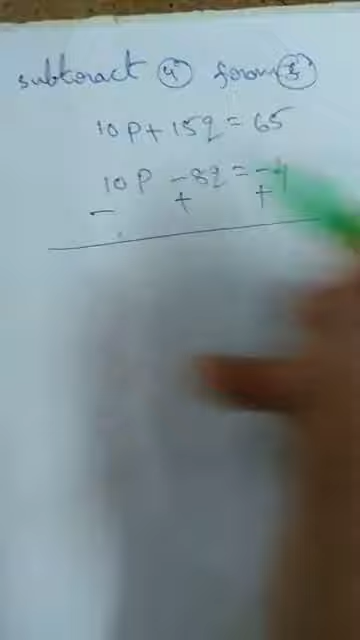 subtract ④ from ③
10p + 15q = 65
10p - 8q = -4
- + +